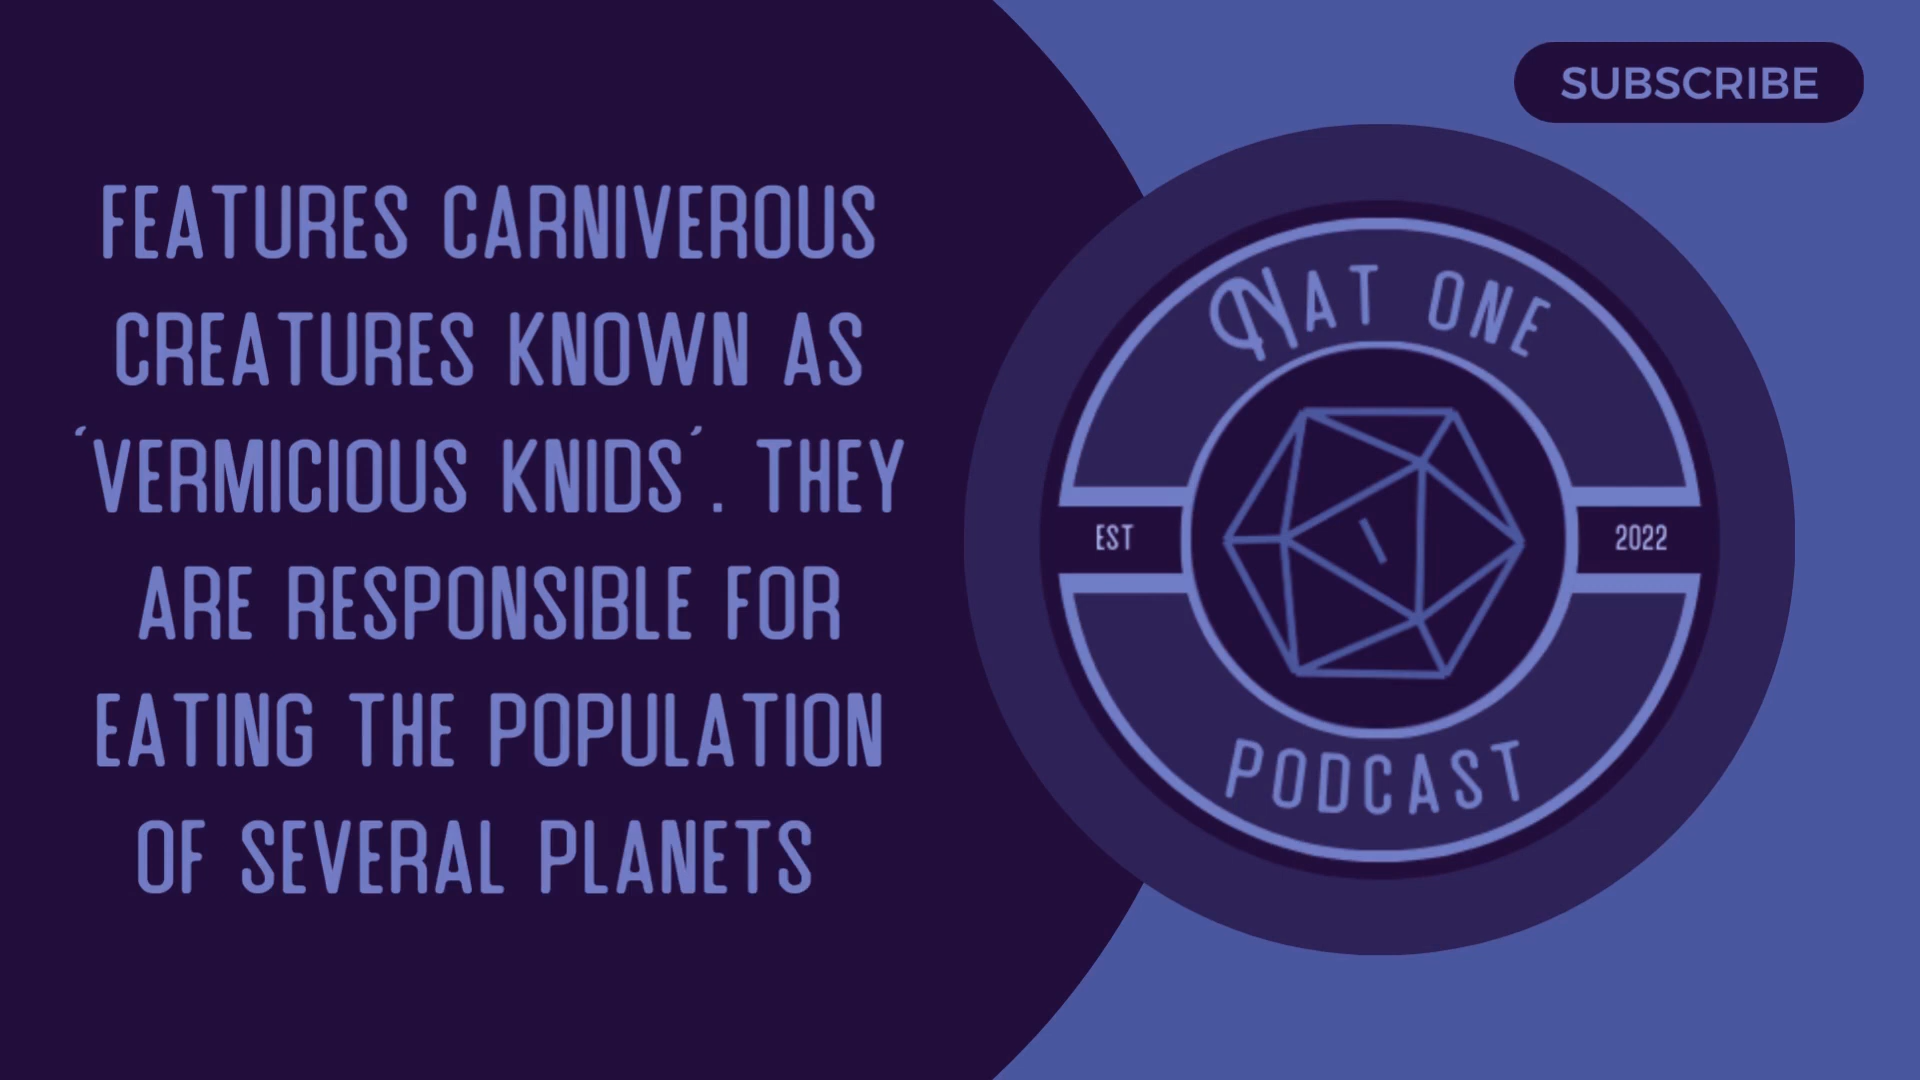 SUBSCRIBE
FEATURES CARNIVEROUS
CREATURES KNOWN AS
'VERMICIOUS KNIDS'. THEY
ARE RESPONSIBLE FOR
EATING THE POPULATION
OF SEVERAL PLANETS
NAT ONE
EST
1
2022
PODCAST